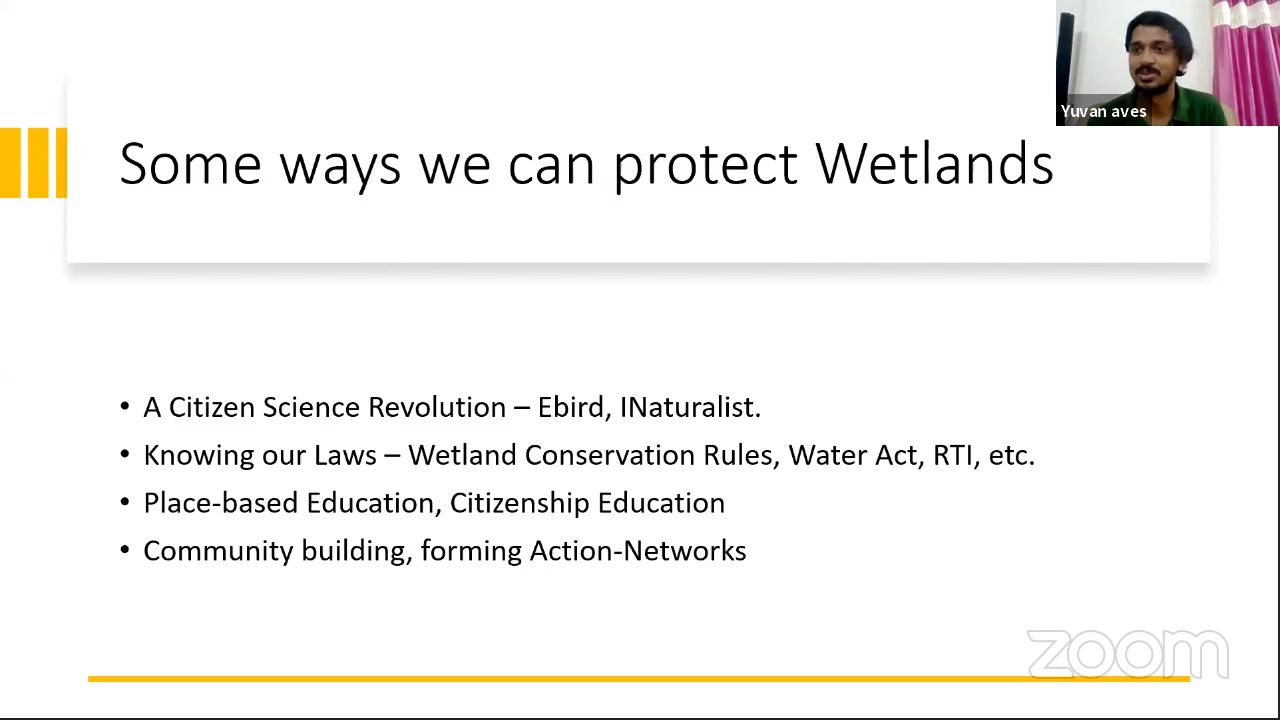 Yuvan aves
Some ways we can protect Wetlands
• A Citizen Science Revolution – Ebird, INaturalist.
• Knowing our Laws – Wetland Conservation Rules, Water Act, RTI, etc.
• Place-based Education, Citizenship Education
• Community building, forming Action-Networks
zoom